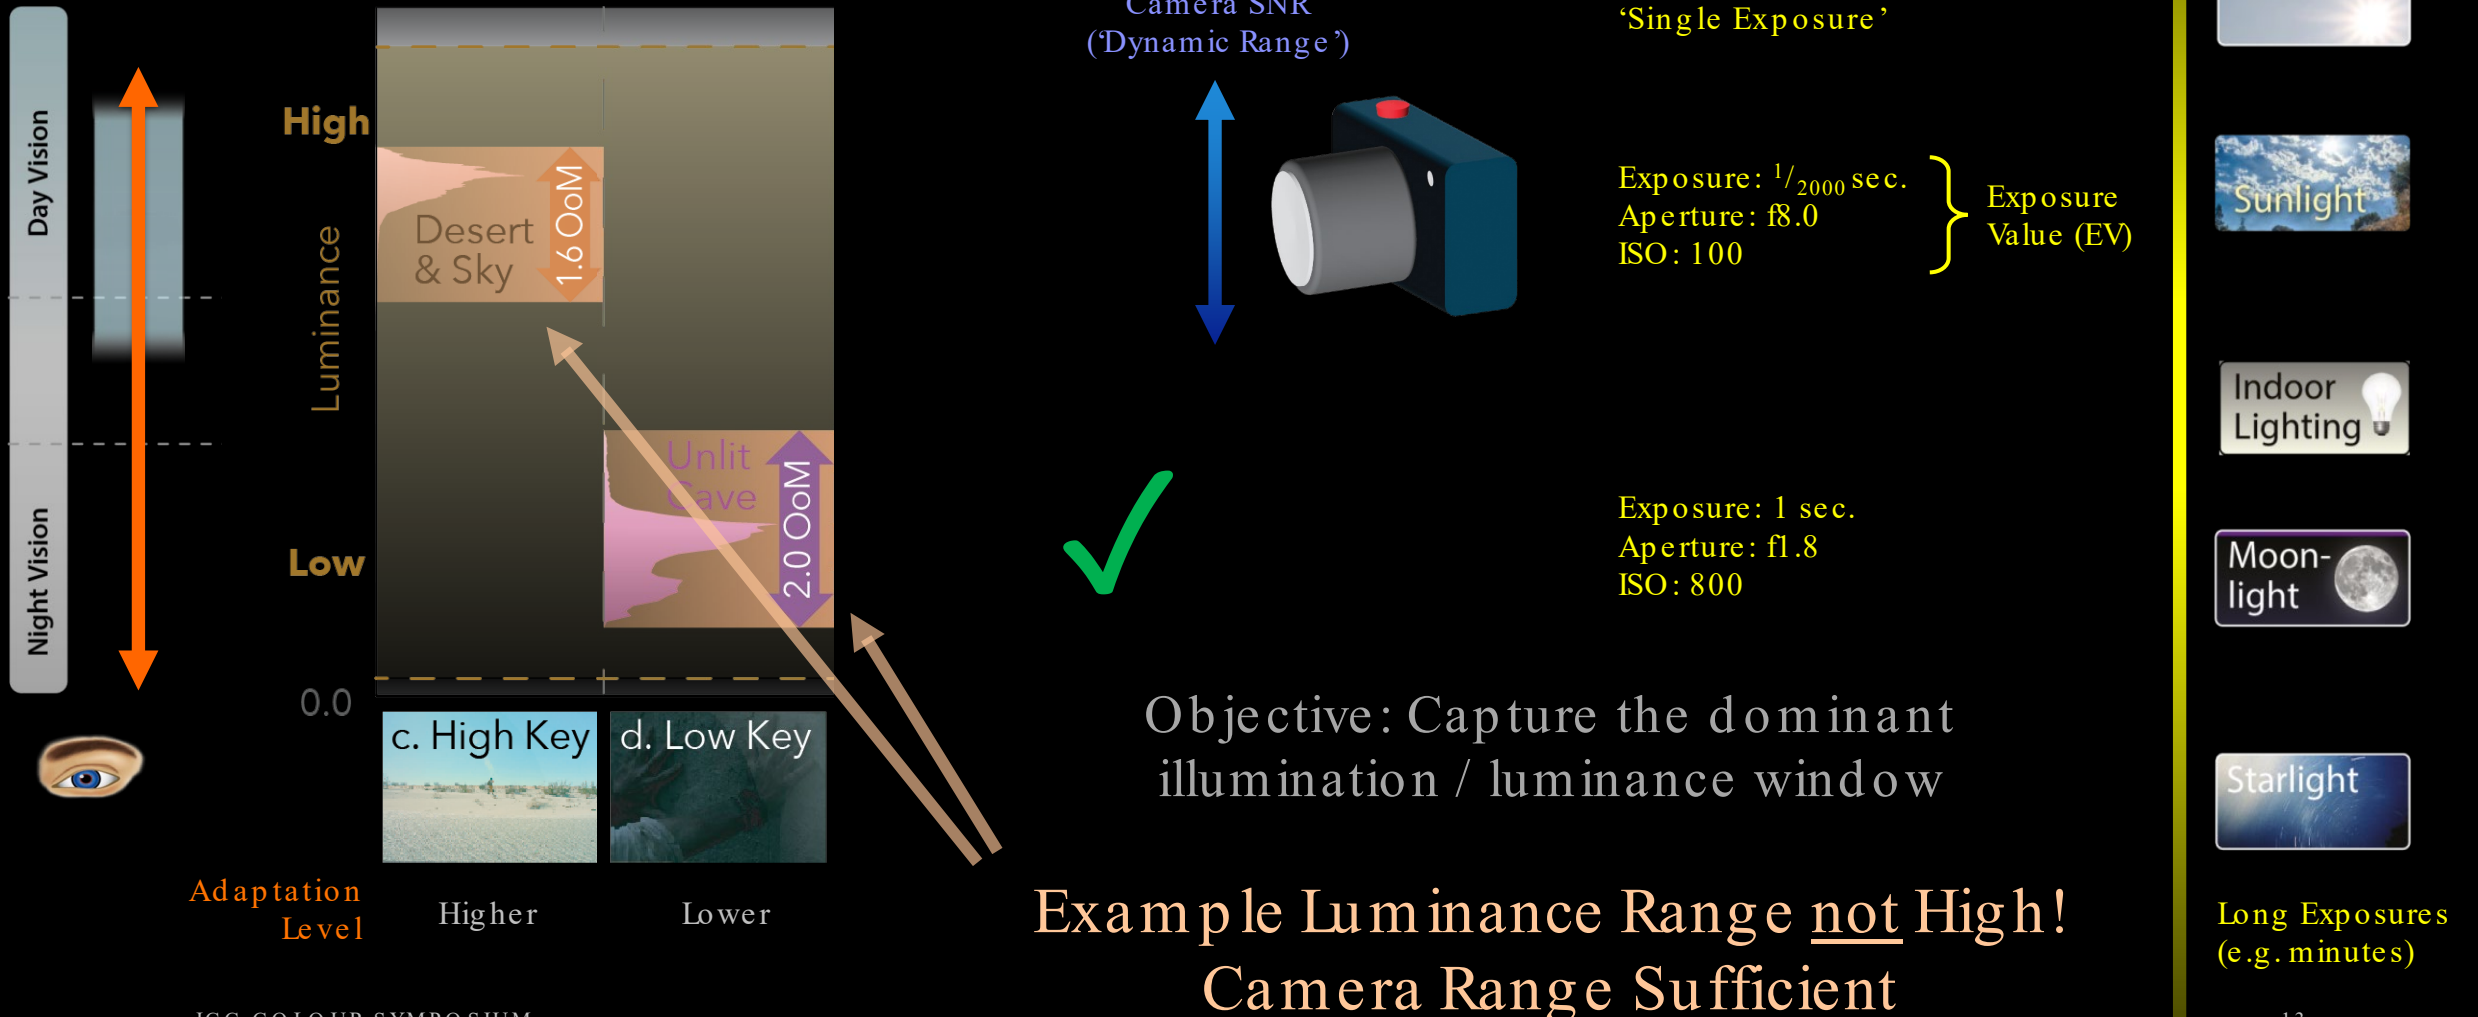 Camera SNR
('Dynamic Range')
'Single Exposure'
Day Vision
Night Vision
High
Luminance
Low
0.0
Desert
& Sky
1.6 OoM
Unlit
Cave
2.0 OoM
c. High Key
d. Low Key
Adaptation
Level
Higher
Lower
Exposure: 1/2000 sec.
Aperture: f8.0
ISO: 100
Exposure
Value (EV)
Exposure: 1 sec.
Aperture: f1.8
ISO: 800
Objective: Capture the dominant
illumination / luminance window
Example Luminance Range not High!
Camera Range Sufficient
Sunlight
Indoor
Lighting
Moon-
light
Starlight
Long Exposures
(e.g. minutes)
ICC COLOUR SYMPOSIUM